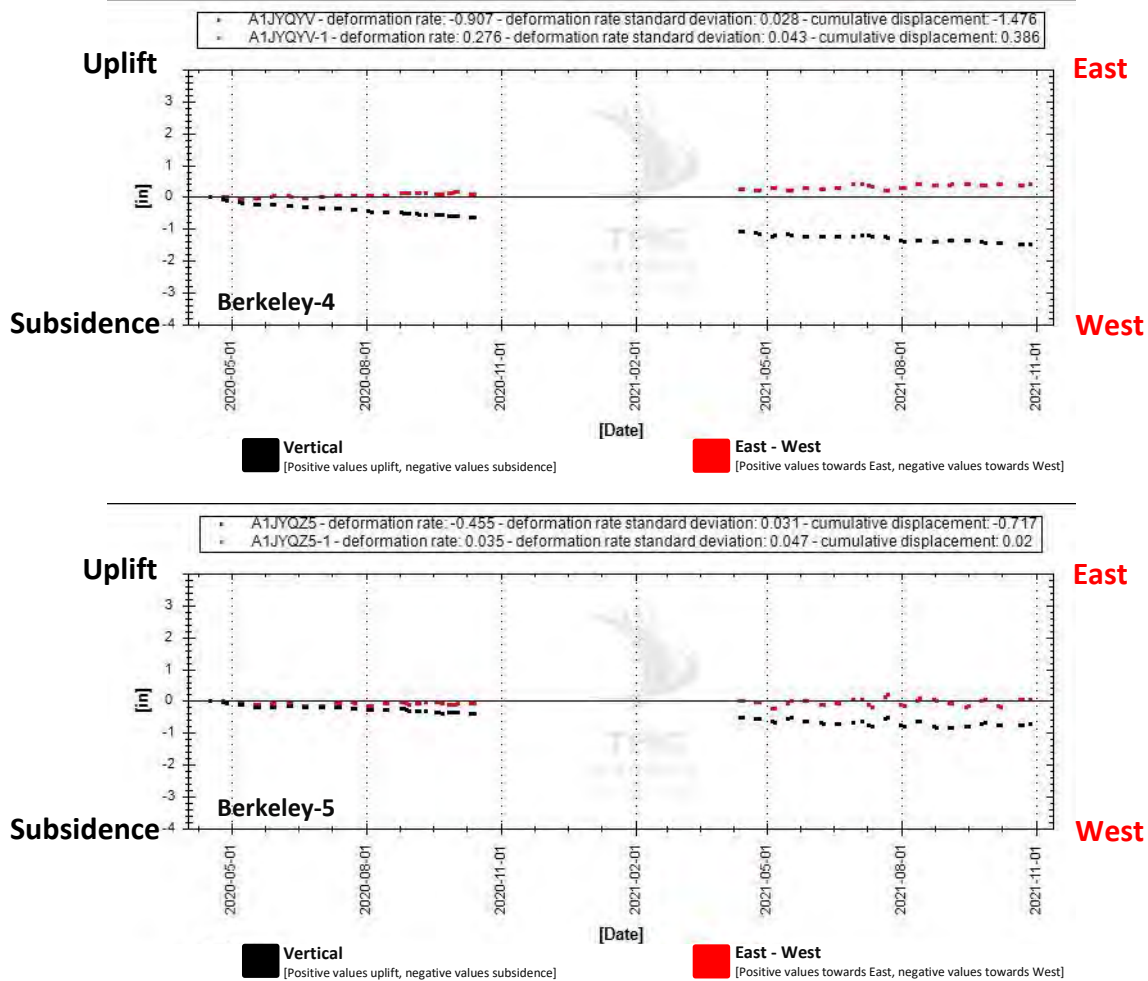 A1JYQYV - deformation rate: -0.907 - deformation rate standard deviation: 0.028 - cumulative displacement: -1.476
A1JYQYV-1 - deformation rate: 0.276 - deformation rate standard deviation: 0.043 - cumulative displacement: 0.386
Uplift
East
3
2
1
0
-1
-2
-3
-4
[in]
TRE
Berkeley-4
Subsidence
West
2020-05-01
2020-08-01
2020-11-01
2021-02-01
2021-05-01
2021-08-01
2021-11-01
[Date]
Vertical
[Positive values uplift, negative values subsidence]
East - West
[Positive values towards East, negative values towards West]
A1JYQZ5 - deformation rate: -0.455 - deformation rate standard deviation: 0.031 - cumulative displacement: -0.717
A1JYQZ5-1 - deformation rate: 0.035 - deformation rate standard deviation: 0.047 - cumulative displacement: 0.02
Uplift
East
3
2
1
0
-1
-2
-3
-4
[in]
TRE
Berkeley-5
Subsidence
West
2020-05-01
2020-08-01
2020-11-01
2021-02-01
2021-05-01
2021-08-01
2021-11-01
[Date]
Vertical
[Positive values uplift, negative values subsidence]
East - West
[Positive values towards East, negative values towards West]